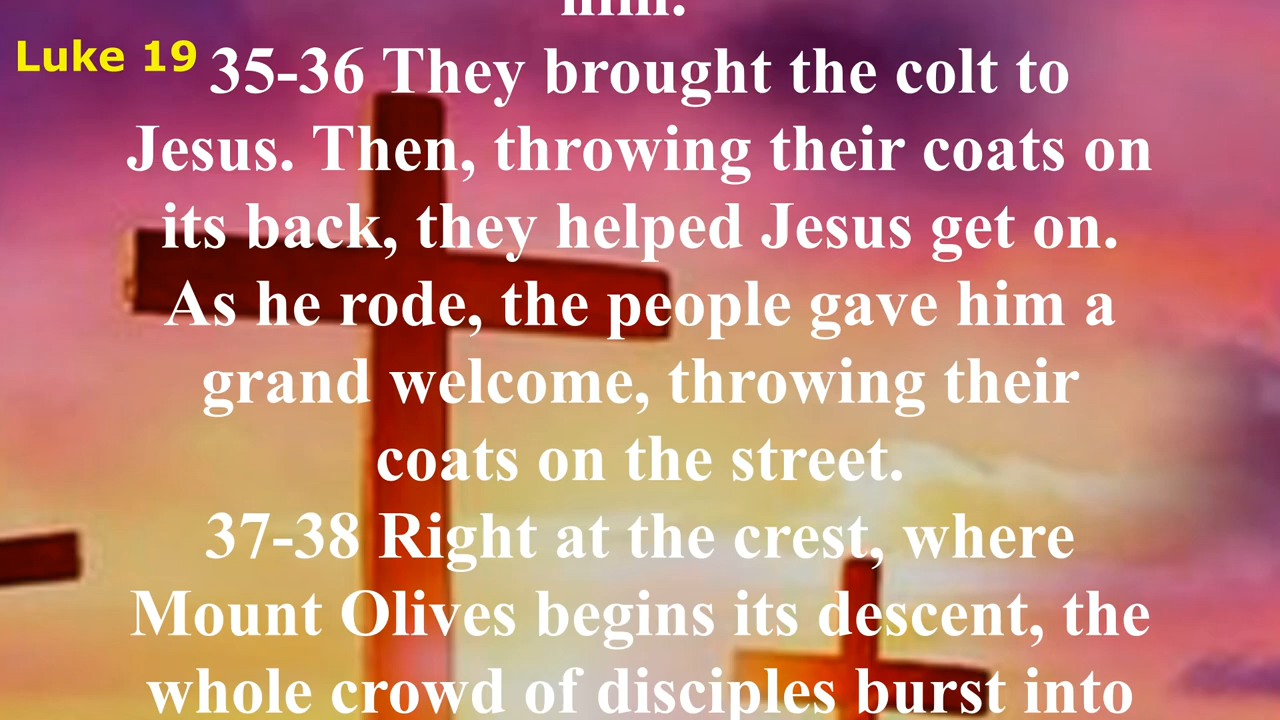 him.
Luke 19 35-36 They brought the colt to
Jesus. Then, throwing their coats on
its back, they helped Jesus get on.
As he rode, the people gave him a
grand welcome, throwing their
coats on the street.
37-38 Right at the crest, where
Mount Olives begins its descent, the
whole crowd of disciples burst into